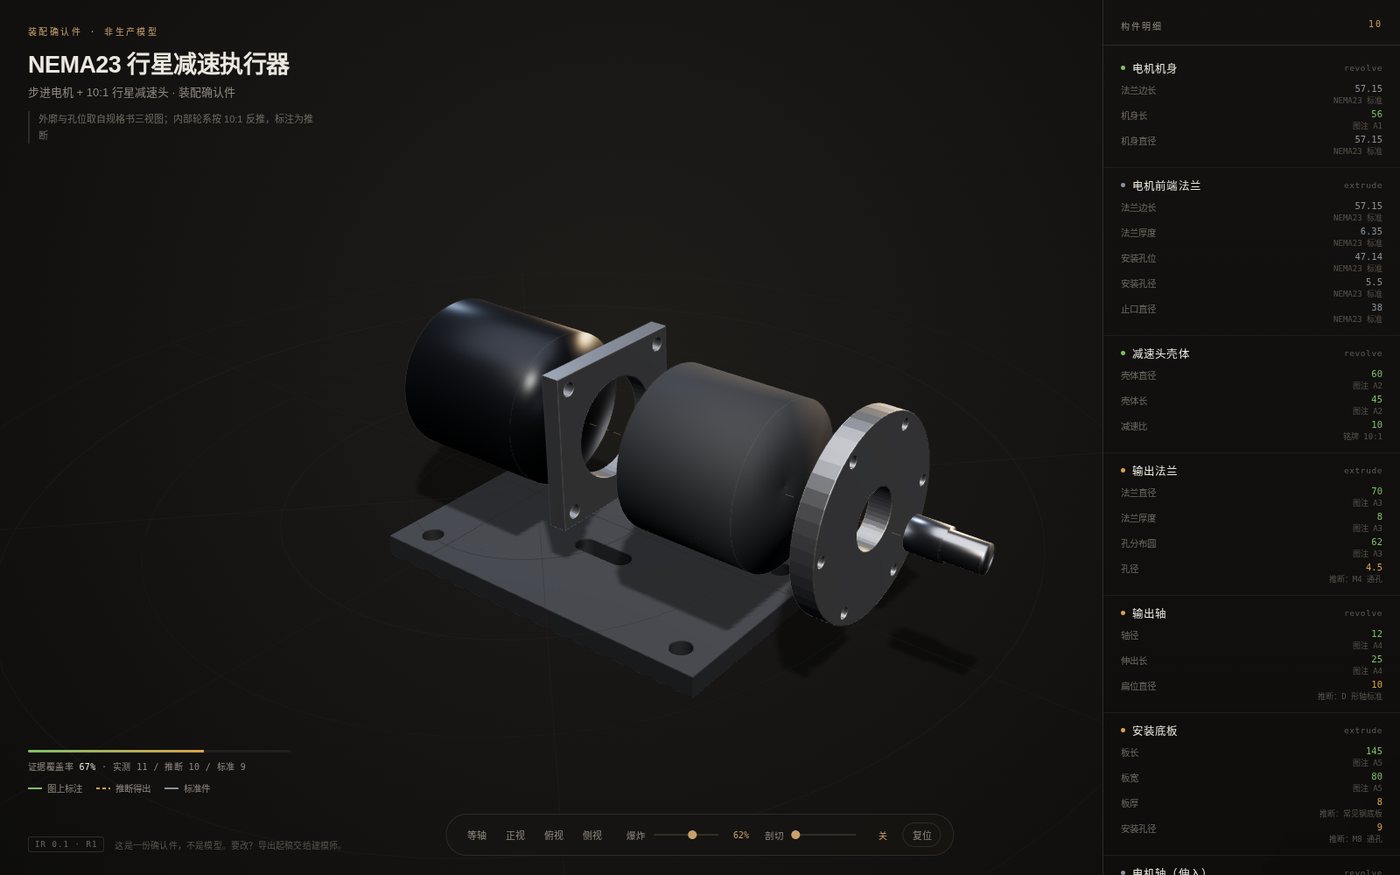 装配确认件 · 非生产模型
NEMA23 行星减速执行器
步进电机 + 10:1 行星减速头 · 装配确认件
外廓与孔位取自规格书三视图；内部轮系按 10:1 反推，标注为推
断
证据覆盖率 67% · 实测 11 / 推断 10 / 标准 9
图上标注 推断得出 标准件
IR 0.1 · R1 这是一份确认件，不是模型。要改？导出起稿交给建模师。
等轴 正视 俯视 侧视 爆炸 62% 剖切 关 复位
构件明细 10
电机机身 revolve
法兰边长 57.15
NEMA23 标准
机身长 56
图注 A1
机身直径 57.15
NEMA23 标准
电机前端法兰 extrude
法兰边长 57.15
NEMA23 标准
法兰厚度 6.35
NEMA23 标准
安装孔位 47.14
NEMA23 标准
安装孔径 5.5
NEMA23 标准
止口直径 38
NEMA23 标准
减速头壳体 revolve
壳体直径 60
图注 A2
壳体长 45
图注 A2
减速比 10
铭牌 10:1
输出法兰 extrude
法兰直径 70
图注 A3
法兰厚度 8
图注 A3
孔分布圆 62
图注 A3
孔径 4.5
推断: M4 通孔
输出轴 revolve
轴径 12
图注 A4
伸出长 25
图注 A4
扁位直径 10
推断: D 形轴标准
安装底板 extrude
板长 145
图注 A5
板宽 80
图注 A5
板厚 8
推断: 常见钢底板
安装孔径 9
推断: M8 通孔
电机轴（伸入） revolve